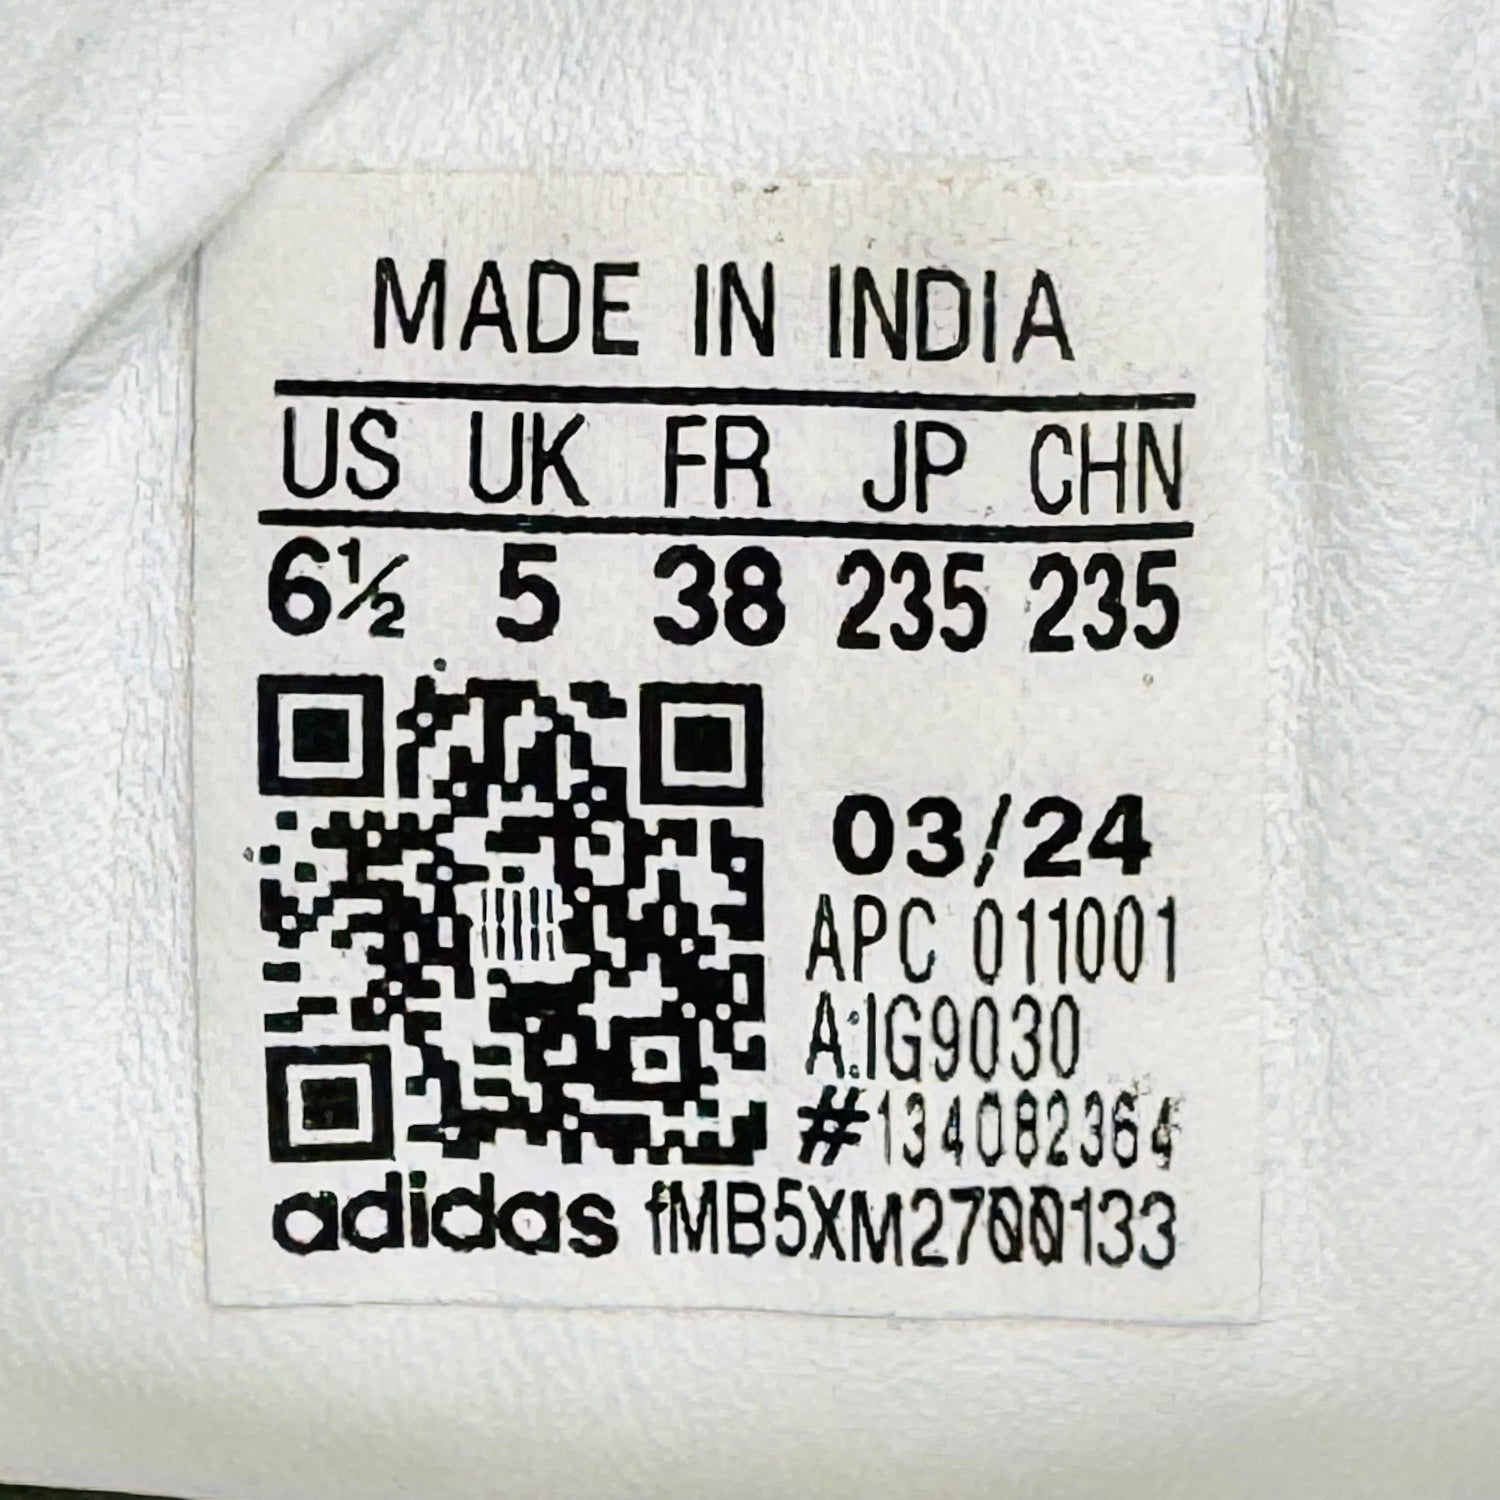 MADE IN INDIA
US UK FR JP CHN
6½ 5 38 235 235
03/24
APC 011001
A:IG9030
#134082364
adidas fMB5XM2700133